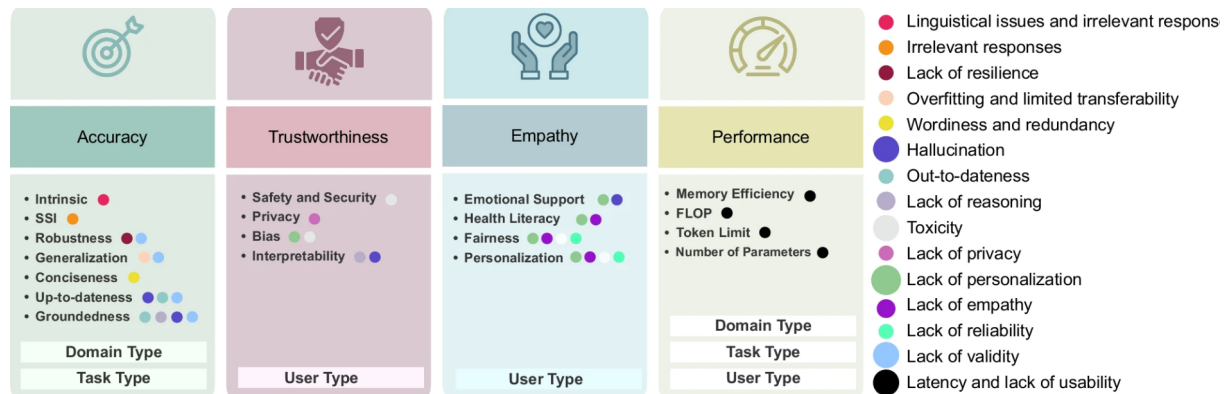 Accuracy
Trustworthiness
Empathy
Performance
• Intrinsic
• SSI
• Robustness
• Generalization
• Conciseness
• Up-to-dateness
• Groundedness
Domain Type
Task Type
• Safety and Security
• Privacy
• Bias
• Interpretability
User Type
• Emotional Support
• Health Literacy
• Fairness
• Personalization
User Type
• Memory Efficiency
• FLOP
• Token Limit
• Number of Parameters
Domain Type
Task Type
User Type
Linguistical issues and irrelevant response
Irrelevant responses
Lack of resilience
Overfitting and limited transferability
Wordiness and redundancy
Hallucination
Out-to-dateness
Lack of reasoning
Toxicity
Lack of privacy
Lack of personalization
Lack of empathy
Lack of reliability
Lack of validity
Latency and lack of usability